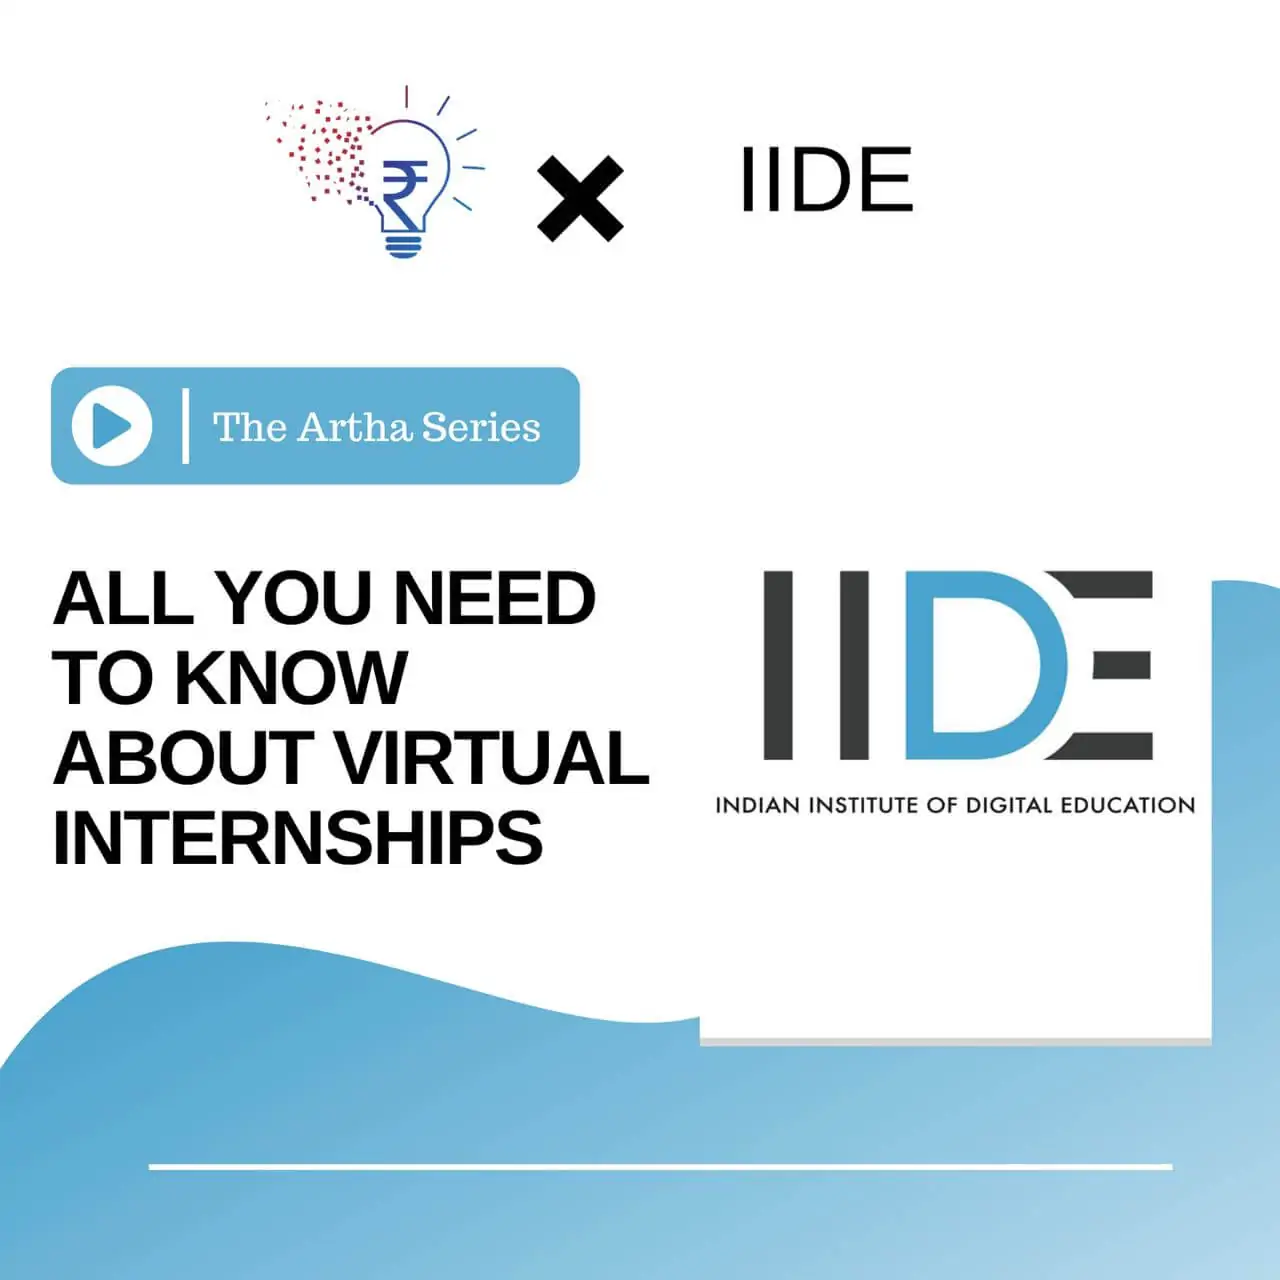 IIDE
The Artha Series
ALL YOU NEED
TO KNOW
ABOUT VIRTUAL
INTERNSHIPS
IIDE
INDIAN INSTITUTE OF DIGITAL EDUCATION